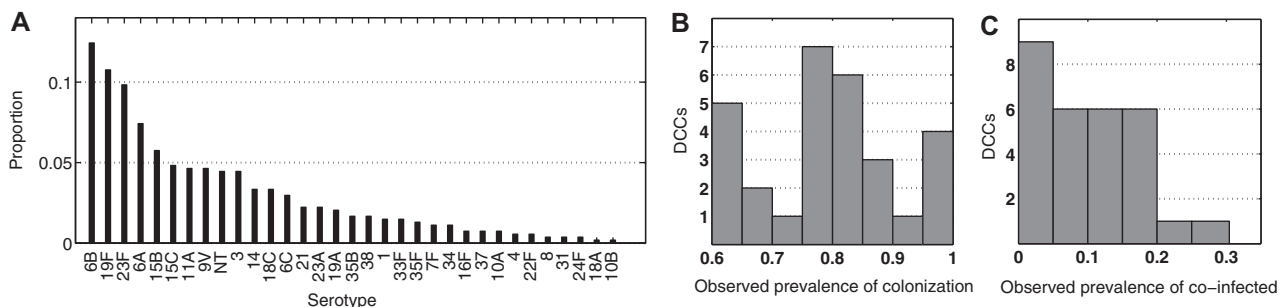 A
Proportion
0.1
0.05
0
6B 19F 23F 6A 15B 15C 11A 9V NT 3 14 18C 6C 21 23A 19A 35B 38 1 33F 35F 7F 34 16F 37 10A 4 22F 8 31 24F 18A 10B
Serotype
B
DCCs
7
6
5
4
3
2
1
0.6 0.7 0.8 0.9 1
Observed prevalence of colonization
C
DCCs
8
6
4
2
0 0.1 0.2 0.3
Observed prevalence of co–infected